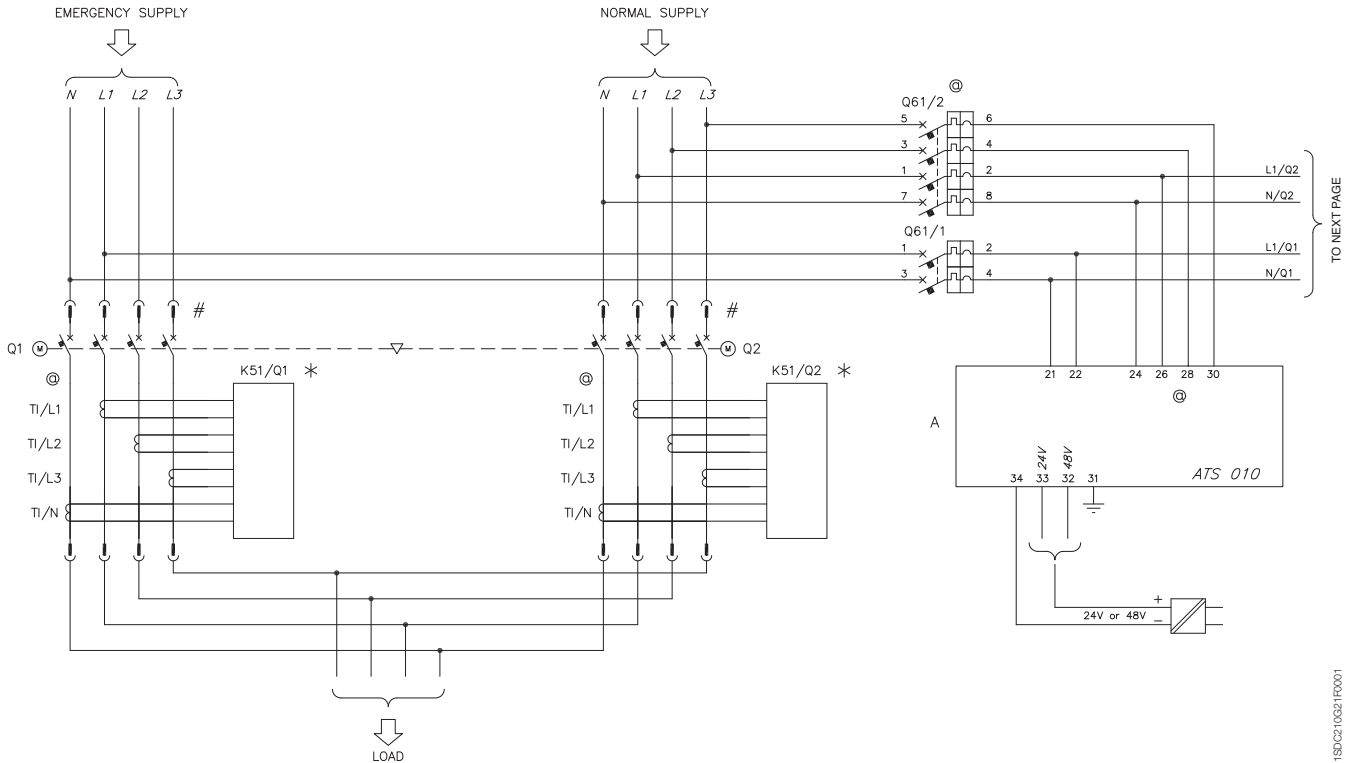 EMERGENCY SUPPLY
NORMAL SUPPLY
N L1 L2 L3
N L1 L2 L3
@
Q61/2
5 6
3 4
1 2 L1/Q2
7 8 N/Q2
Q61/1
1 2 L1/Q1
3 4 N/Q1
TO NEXT PAGE
#
#
Q1 M
M Q2
@
K51/Q1 *
@
K51/Q2 *
TI/L1
TI/L2
TI/L3
TI/N
TI/L1
TI/L2
TI/L3
TI/N
21 22 24 26 28 30
@
A
24V 48V
ATS 010
34 33 32 31
+
24V or 48V −
LOAD
1SDC210G21F0001